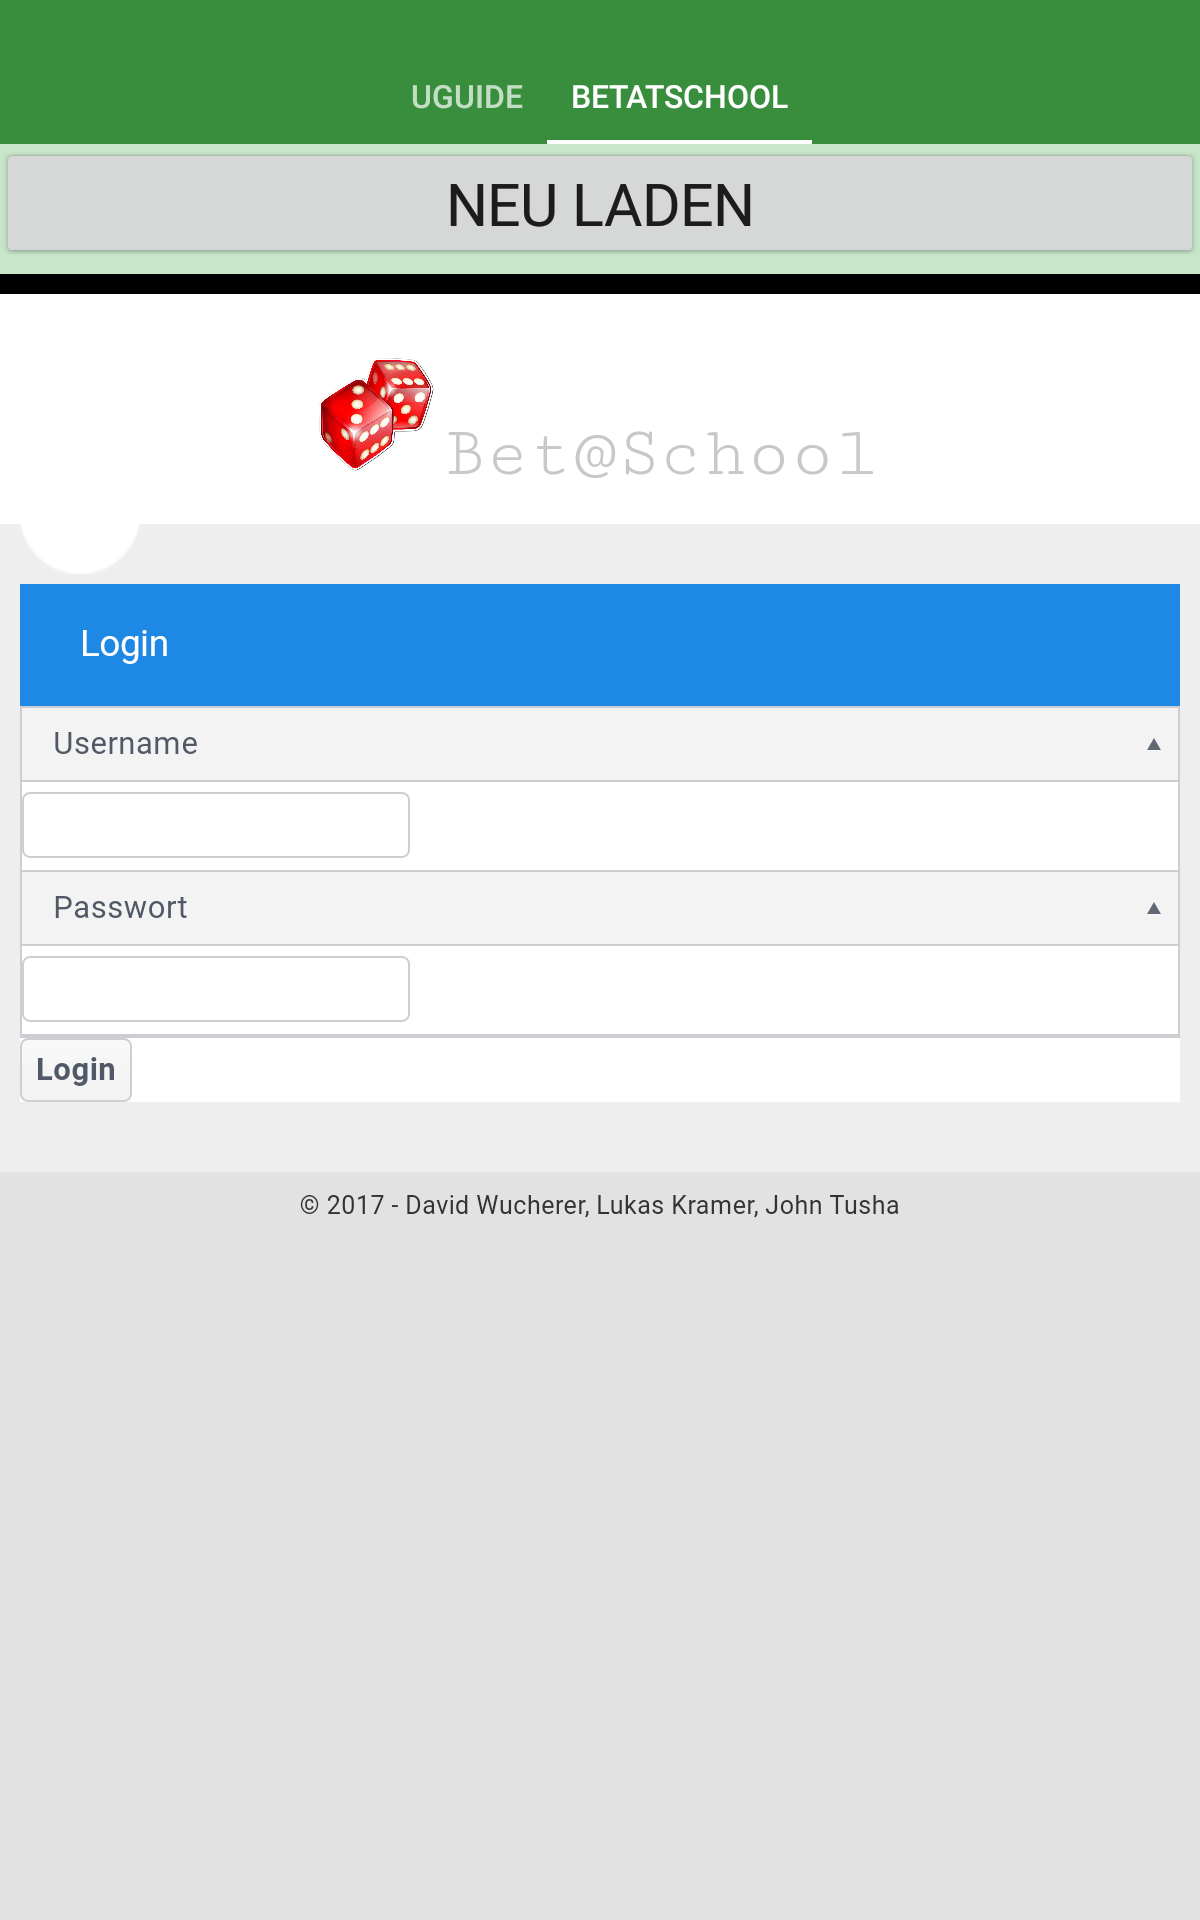 UGUIDE BETATSCHOOL
NEU LADEN
Bet@School
Login
Username
Passwort
Login
© 2017 - David Wucherer, Lukas Kramer, John Tusha